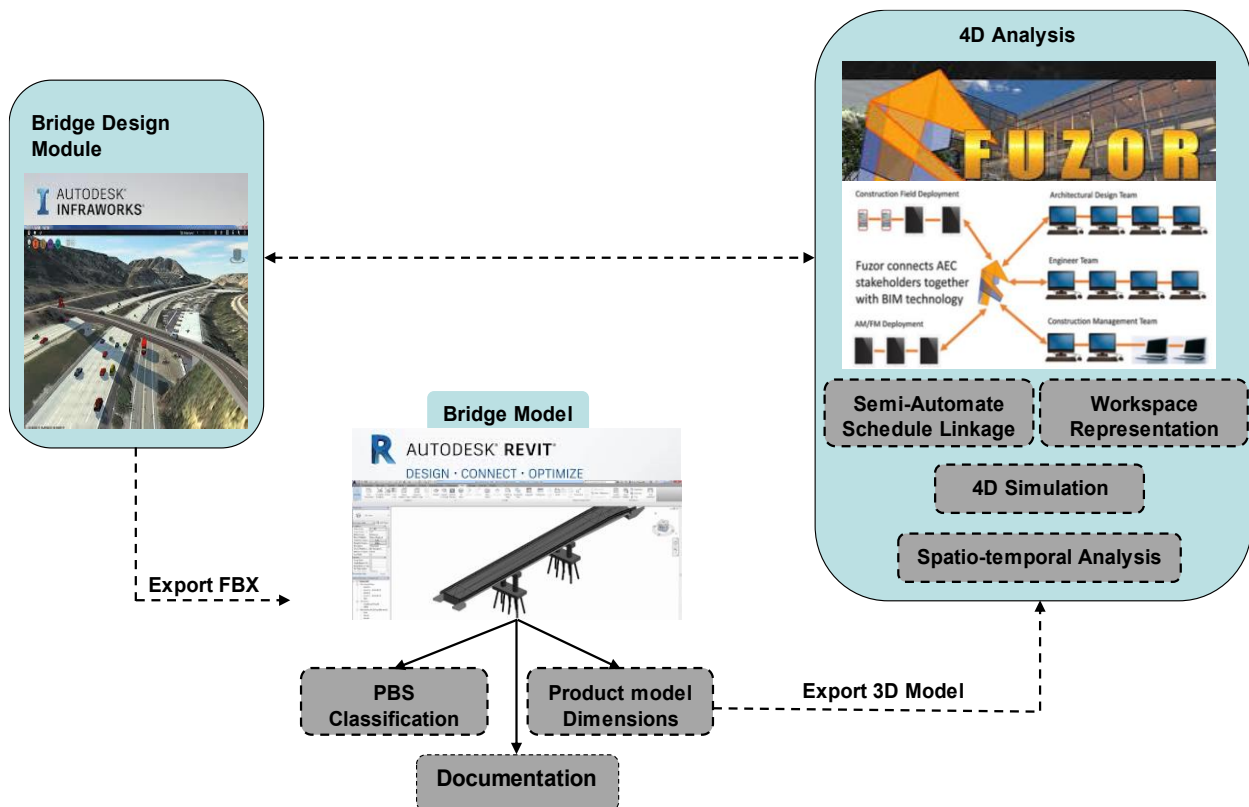 Bridge Design
Module
AUTODESK®
INFRAWORKS®
4D Analysis
FUZOR
Construction Field Deployment
Architectural Design Team
Fuzor connects AEC
stakeholders together
with BIM technology
Engineer Team
AM/FM Deployment
Construction Management Team
Semi-Automate
Schedule Linkage
Workspace
Representation
4D Simulation
Spatio-temporal Analysis
Bridge Model
R AUTODESK® REVIT®
DESIGN · CONNECT · OPTIMIZE
Export FBX
PBS
Classification
Product model
Dimensions
Export 3D Model
Documentation